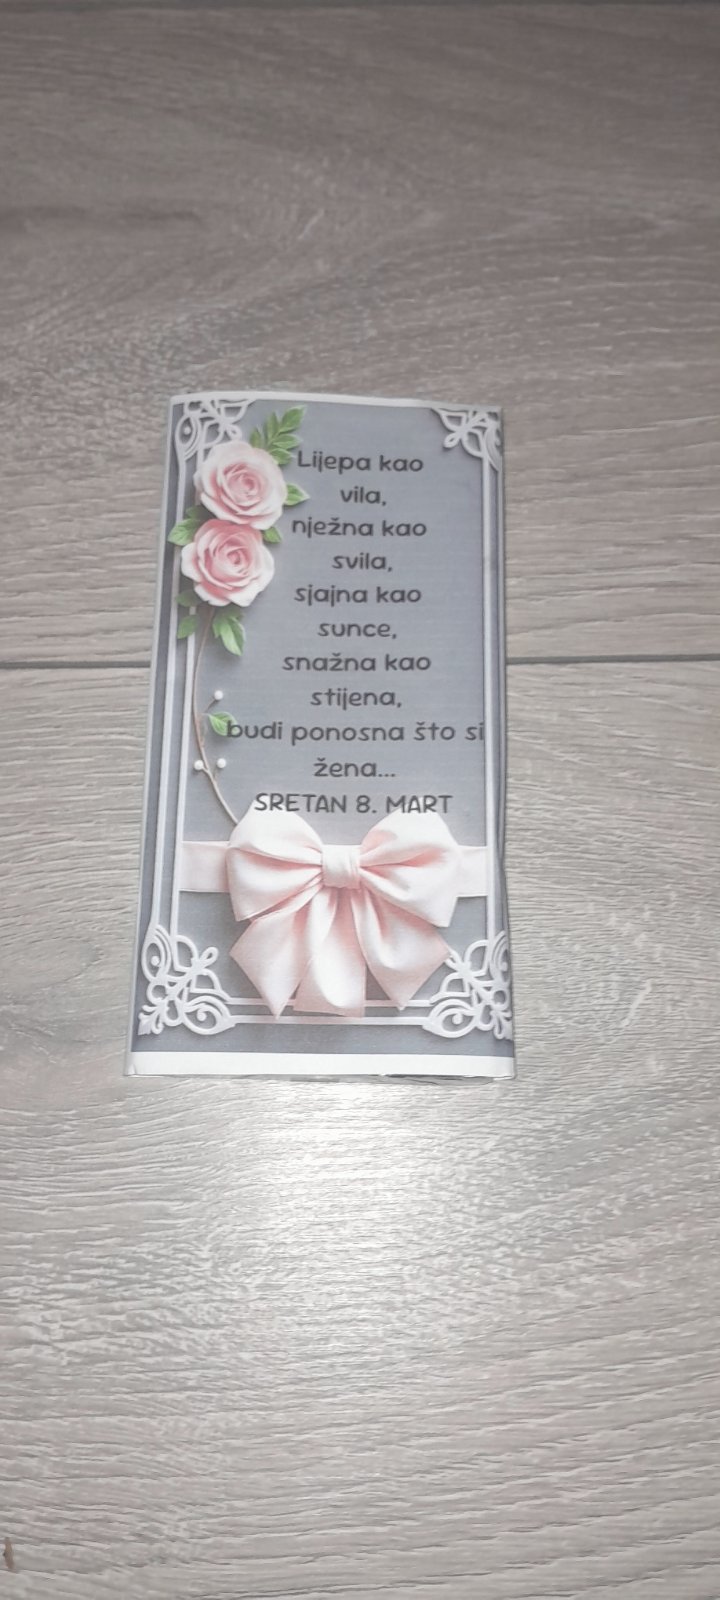 Lijepa kao
vila,
nježna kao
svila,
sjajna kao
sunce,
snažna kao
stijena,
budi ponosna što si
žena...
SRETAN 8. MART